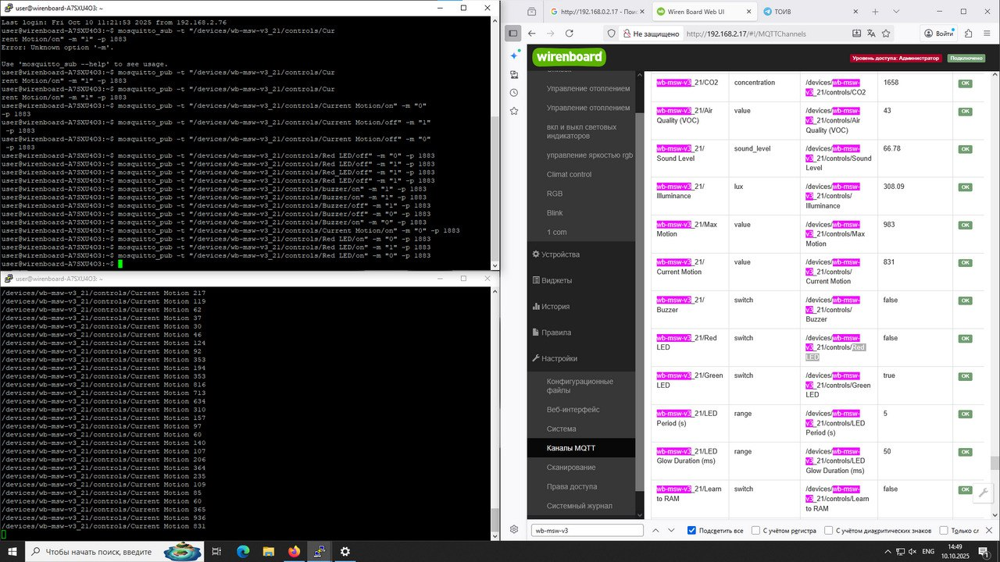 user@wirenboard-A7SXU4O3: ~
Last login: Fri Oct 10 11:21:53 2025 from 192.168.2.76
user@wirenboard-A7SXU4O3:~$ mosquitto_sub -t "/devices/wb-msw-v3_21/controls/Cur
rent Motion/on" -m "1" -p 1883
Error: Unknown option '-m'.
Use 'mosquitto_sub --help' to see usage.
user@wirenboard-A7SXU4O3:~$ mosquitto_pub -t "/devices/wb-msw-v3_21/controls/Cur
rent Motion/on" -m "1" -p 1883
user@wirenboard-A7SXU4O3:~$ mosquitto_pub -t "/devices/wb-msw-v3_21/controls/Cur
rent Motion/on" -m "1" -p 1883
user@wirenboard-A7SXU4O3:~$ mosquitto_pub -t "/devices/wb-msw-v3_21/controls/Current Motion/on" -m "0"
-p 1883
user@wirenboard-A7SXU4O3:~$ mosquitto_pub -t "/devices/wb-msw-v3_21/controls/Current Motion/off" -m "1"
-p 1883
user@wirenboard-A7SXU4O3:~$ mosquitto_pub -t "/devices/wb-msw-v3_21/controls/Current Motion/off" -m "0"
-p 1883
user@wirenboard-A7SXU4O3:~$ mosquitto_pub -t "/devices/wb-msw-v3_21/controls/Red LED/off" -m "0" -p 1883
user@wirenboard-A7SXU4O3:~$ mosquitto_pub -t "/devices/wb-msw-v3_21/controls/Red LED/off" -m "1" -p 1883
user@wirenboard-A7SXU4O3:~$ mosquitto_pub -t "/devices/wb-msw-v3_21/controls/Red_LED/off" -m "1" -p 1883
user@wirenboard-A7SXU4O3:~$ mosquitto_pub -t "/devices/wb-msw-v3_21/controls/Red LED/off" -m "1" -p 1883
user@wirenboard-A7SXU4O3:~$ mosquitto_pub -t "/devices/wb-msw-v3_21/controls/buzzer/on" -m "1" -p 1883
user@wirenboard-A7SXU4O3:~$ mosquitto_pub -t "/devices/wb-msw-v3_21/controls/Buzzer/on" -m "1" -p 1883
user@wirenboard-A7SXU4O3:~$ mosquitto_pub -t "/devices/wb-msw-v3_21/controls/Buzzer/off" -m "1" -p 1883
user@wirenboard-A7SXU4O3:~$ mosquitto_pub -t "/devices/wb-msw-v3_21/controls/Buzzer/off" -m "0" -p 1883
user@wirenboard-A7SXU4O3:~$ mosquitto_pub -t "/devices/wb-msw-v3_21/controls/Buzzer/on" -m "0" -p 1883
user@wirenboard-A7SXU4O3:~$ mosquitto_pub -t "/devices/wb-msw-v3_21/controls/Current Motion/on" -m "0" -p 1883
user@wirenboard-A7SXU4O3:~$ mosquitto_pub -t "/devices/wb-msw-v3_21/controls/Red LED/on" -m "0" -p 1883
user@wirenboard-A7SXU4O3:~$ mosquitto_pub -t "/devices/wb-msw-v3_21/controls/Red LED/on" -m "1" -p 1883
user@wirenboard-A7SXU4O3:~$ mosquitto_pub -t "/devices/wb-msw-v3_21/controls/Red LED/on" -m "0" -p 1883
user@wirenboard-A7SXU4O3:~$
user@wirenboard-A7SXU4O3: ~
/devices/wb-msw-v3_21/controls/Current Motion 217
/devices/wb-msw-v3_21/controls/Current Motion 119
/devices/wb-msw-v3_21/controls/Current Motion 62
/devices/wb-msw-v3_21/controls/Current Motion 37
/devices/wb-msw-v3_21/controls/Current Motion 30
/devices/wb-msw-v3_21/controls/Current Motion 46
/devices/wb-msw-v3_21/controls/Current Motion 124
/devices/wb-msw-v3_21/controls/Current Motion 92
/devices/wb-msw-v3_21/controls/Current Motion 353
/devices/wb-msw-v3_21/controls/Current Motion 194
/devices/wb-msw-v3_21/controls/Current Motion 353
/devices/wb-msw-v3_21/controls/Current Motion 816
/devices/wb-msw-v3_21/controls/Current Motion 713
/devices/wb-msw-v3_21/controls/Current Motion 634
/devices/wb-msw-v3_21/controls/Current Motion 310
/devices/wb-msw-v3_21/controls/Current Motion 157
/devices/wb-msw-v3_21/controls/Current Motion 97
/devices/wb-msw-v3_21/controls/Current Motion 60
/devices/wb-msw-v3_21/controls/Current Motion 140
/devices/wb-msw-v3_21/controls/Current Motion 107
/devices/wb-msw-v3_21/controls/Current Motion 206
/devices/wb-msw-v3_21/controls/Current Motion 364
/devices/wb-msw-v3_21/controls/Current Motion 235
/devices/wb-msw-v3_21/controls/Current Motion 109
/devices/wb-msw-v3_21/controls/Current Motion 85
/devices/wb-msw-v3_21/controls/Current Motion 60
/devices/wb-msw-v3_21/controls/Current Motion 365
/devices/wb-msw-v3_21/controls/Current Motion 936
/devices/wb-msw-v3_21/controls/Current Motion 831
https://192.168.2.17/
Wiren Board Web UI
TOVIS
Не защищено http://192.168.2.17/#!/MQTTChannels
Войти
wirenboard
Уровень доступа: Администратор
Подключено
Управление отоплением
Управление отоплением
вкл и выкл световых
индикаторов
управление яркостью rgb
Climat control
RGB
Blink
1 com
Устройства
Виджеты
История
Правила
Настройки
Конфигурационные
файлы
Веб-интерфейс
Система
Каналы MQTT
Сканирование
Права доступа
Системный журнал
wb-msw-v3_21/CO2 concentration /devices/wb-msw- 1658 OK
v3_21/controls/CO2
wb-msw-v3_21/Air value /devices/wb-msw- 43 OK
Quality (VOC) v3_21/controls/Air
Quality (VOC)
wb-msw-v3_21/ sound_level /devices/wb-msw- 66.78 OK
Sound Level v3_21/controls/Sound
Level
wb-msw-v3_21/ lux /devices/wb-msw- 308.09 OK
Illuminance v3_21/controls/
Illuminance
wb-msw-v3_21/Max value /devices/wb-msw- 983 OK
Motion v3_21/controls/Max
Motion
wb-msw-v3_21/ value /devices/wb-msw- 831 OK
Current Motion v3_21/controls/
Current Motion
wb-msw-v3_21/ switch /devices/wb-msw- false OK
Buzzer v3_21/controls/
Buzzer
wb-msw-v3_21/Red switch /devices/wb-msw- false OK
LED v3_21/controls/Red
LED
wb-msw-v3_21/Green switch /devices/wb-msw- true OK
LED v3_21/controls/Green
LED
wb-msw-v3_21/LED range /devices/wb-msw- 5 OK
Period (s) v3_21/controls/LED
Period (s)
wb-msw-v3_21/LED range /devices/wb-msw- 50 OK
Glow Duration (ms) v3_21/controls/LED
Glow Duration (ms)
wb-msw-v3_21/Learn switch /devices/wb-msw- false OK
to RAM v3_21/controls/Learn
to RAM
wb-msw-v3
Подсветить все
С учётом регистра
С учётом диакритических знаков
Только сл
Чтобы начать поиск, введите
ENG
14:49
10.10.2025